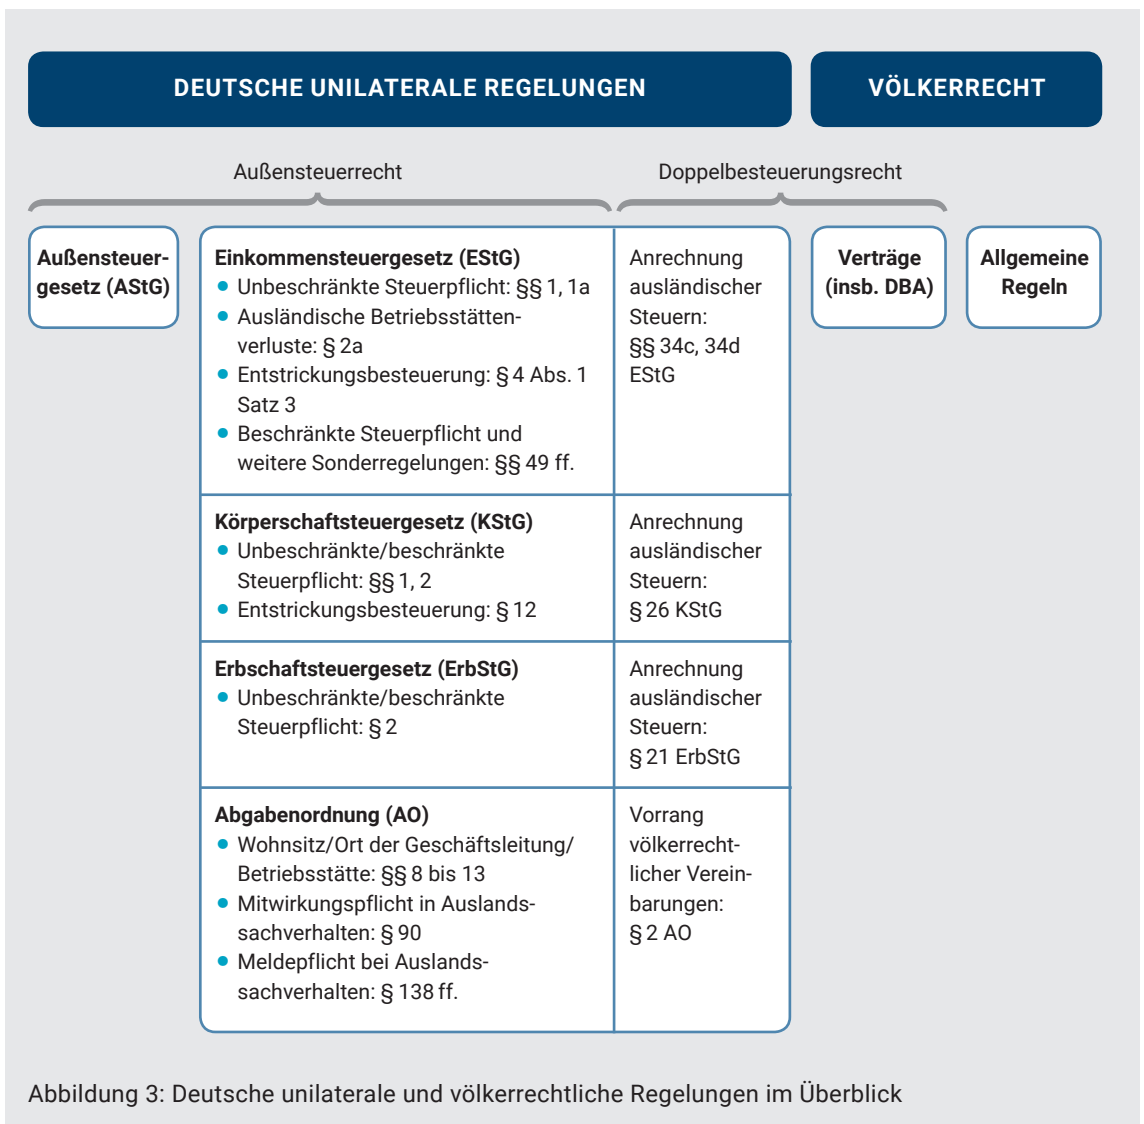 DEUTSCHE UNILATERALE REGELUNGEN
VÖLKERRECHT
Außensteuerrecht
Doppelbesteuerungsrecht
Außensteuer-
gesetz (AStG)
Einkommensteuergesetz (EStG)
• Unbeschränkte Steuerpflicht: §§ 1, 1a
• Ausländische Betriebsstätten-
verluste: § 2a
• Entstrickungsbesteuerung: § 4 Abs. 1
Satz 3
• Beschränkte Steuerpflicht und
weitere Sonderregelungen: §§ 49 ff.
Anrechnung
ausländischer
Steuern:
§§ 34c, 34d
EStG
Verträge
(insb. DBA)
Allgemeine
Regeln
Körperschaftsteuergesetz (KStG)
• Unbeschränkte/beschränkte
Steuerpflicht: §§ 1, 2
• Entstrickungsbesteuerung: § 12
Anrechnung
ausländischer
Steuern:
§ 26 KStG
Erbschaftsteuergesetz (ErbStG)
• Unbeschränkte/beschränkte
Steuerpflicht: § 2
Anrechnung
ausländischer
Steuern:
§ 21 ErbStG
Abgabenordnung (AO)
• Wohnsitz/Ort der Geschäftsleitung/
Betriebsstätte: §§ 8 bis 13
• Mitwirkungspflicht in Auslands-
sachverhalten: § 90
• Meldepflicht bei Auslands-
sachverhalten: § 138 ff.
Vorrang
völkerrecht-
licher Verein-
barungen:
§ 2 AO
Abbildung 3: Deutsche unilaterale und völkerrechtliche Regelungen im Überblick